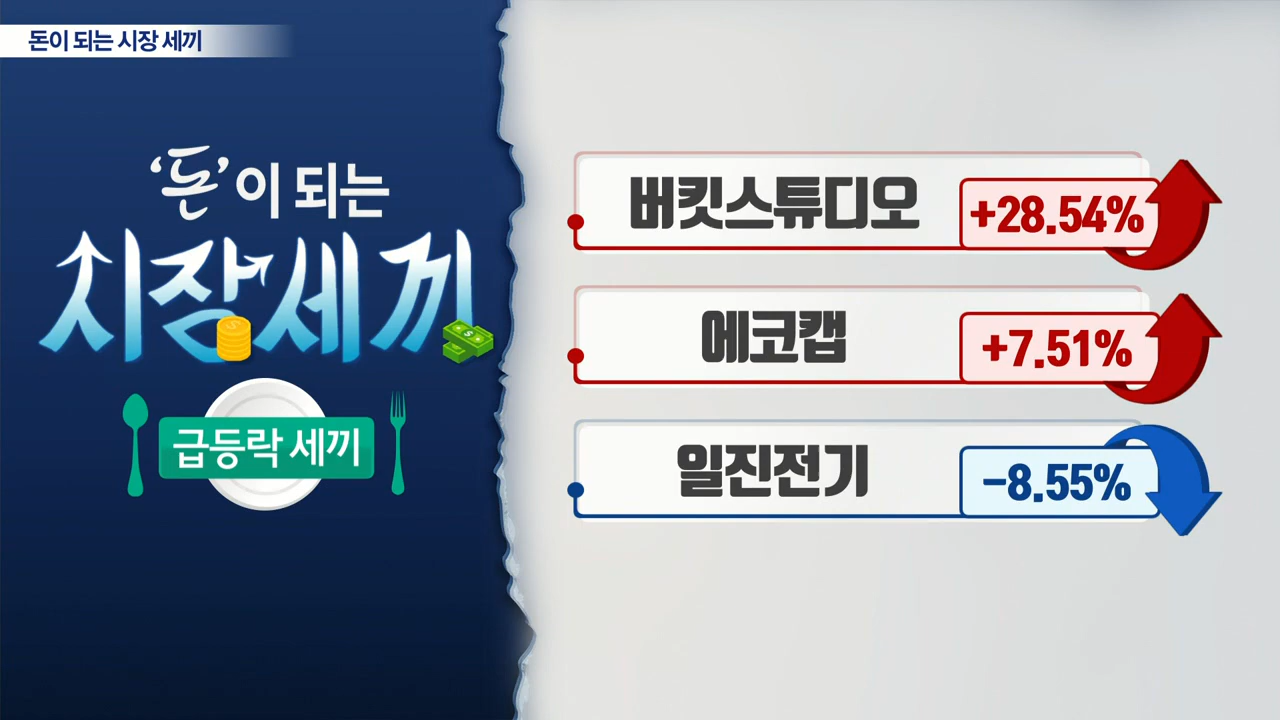 돈이 되는 시장 세끼
‘돈’이 되는
시장세끼
급등락 세끼
버킷스튜디오 +28.54%
에코캡 +7.51%
일진전기 -8.55%